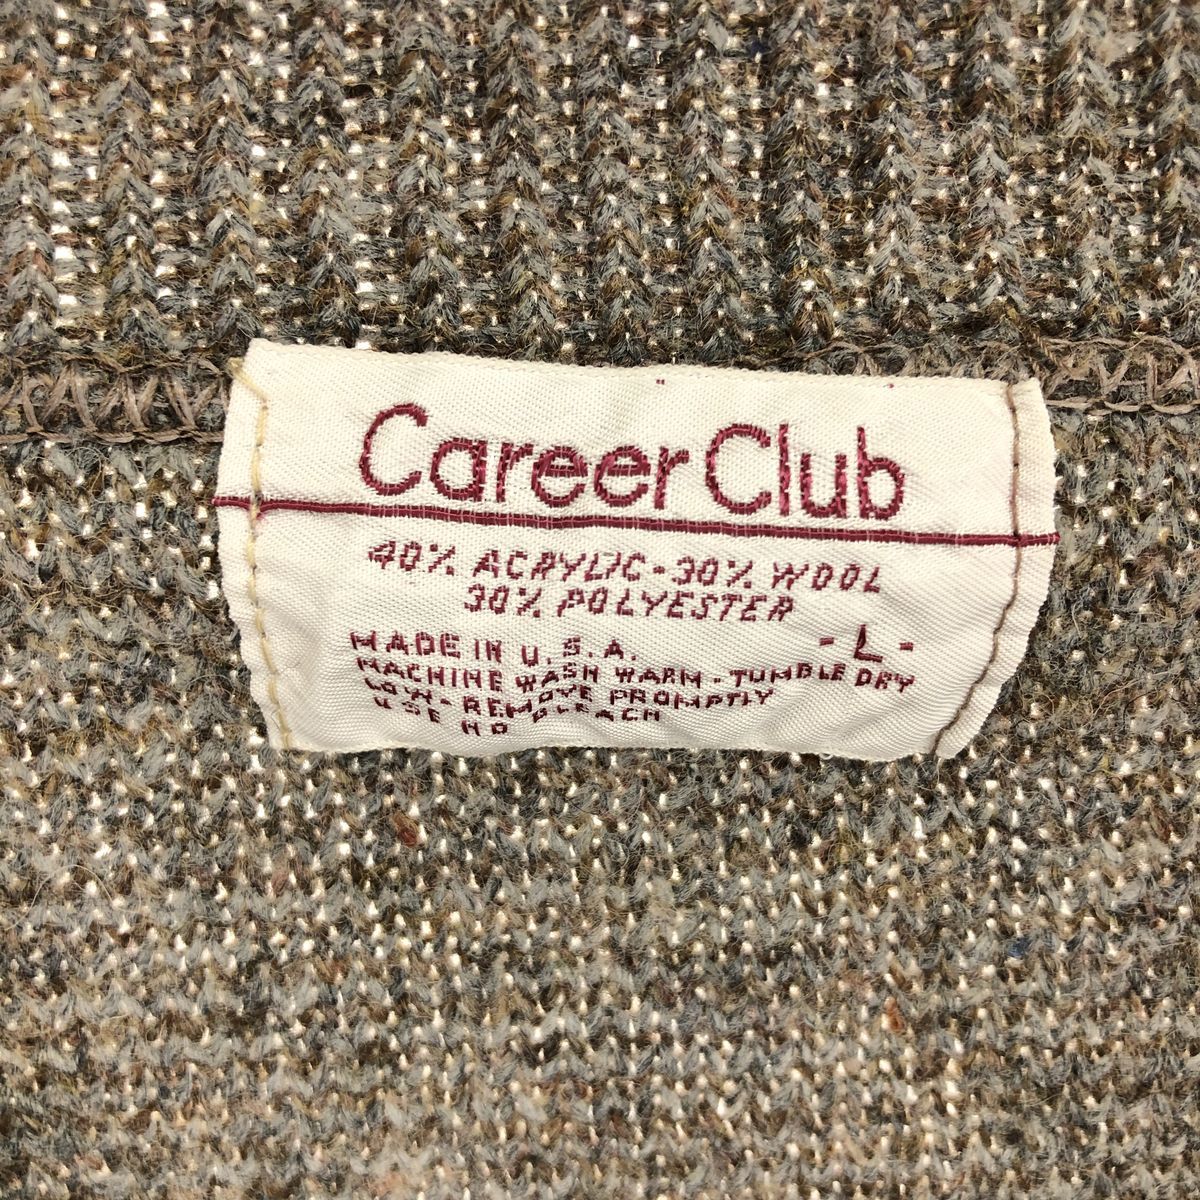 Career Club
40% ACRYLIC - 30% WOOL
30% POLYESTER
MADE IN U.S.A. - L -
MACHINE WASH WARM - TUMBLE DRY
LOW - REMOVE PROMPTLY
USE NO BLEACH